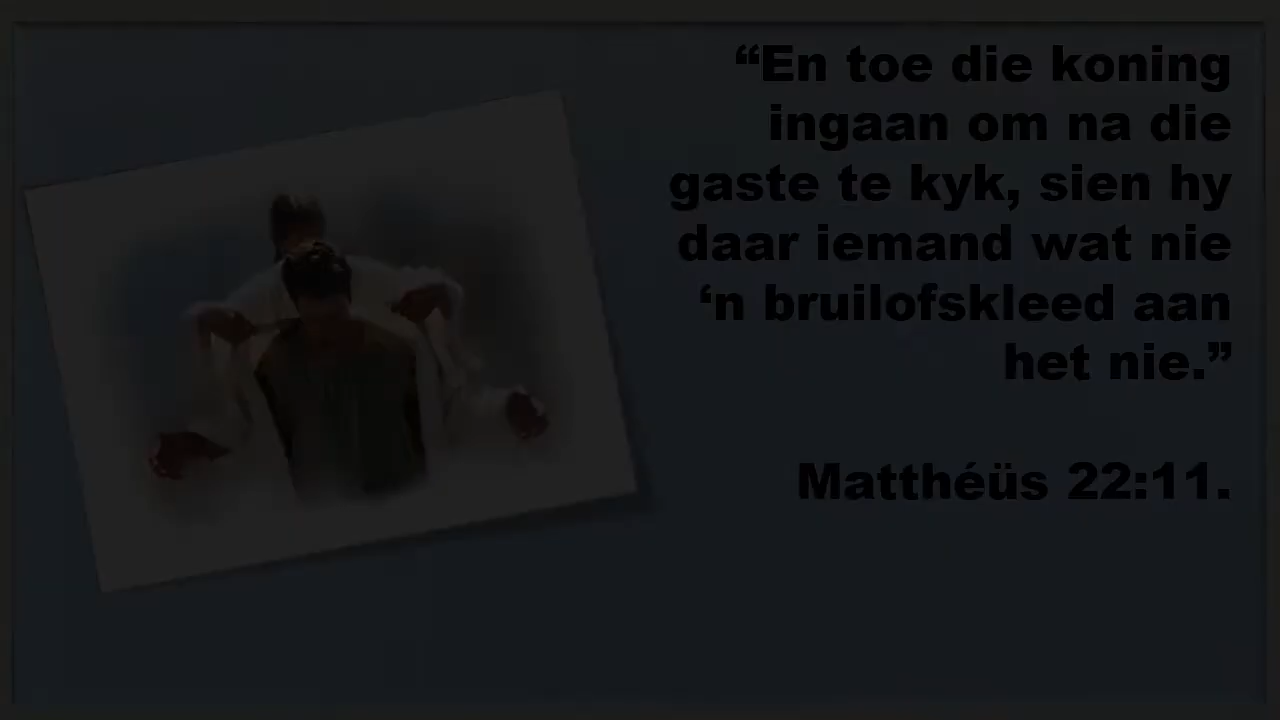 “En toe die koning
ingaan om na die
gaste te kyk, sien hy
daar iemand wat nie
‘n bruilofskleed aan
het nie.”
Matthéüs 22:11.